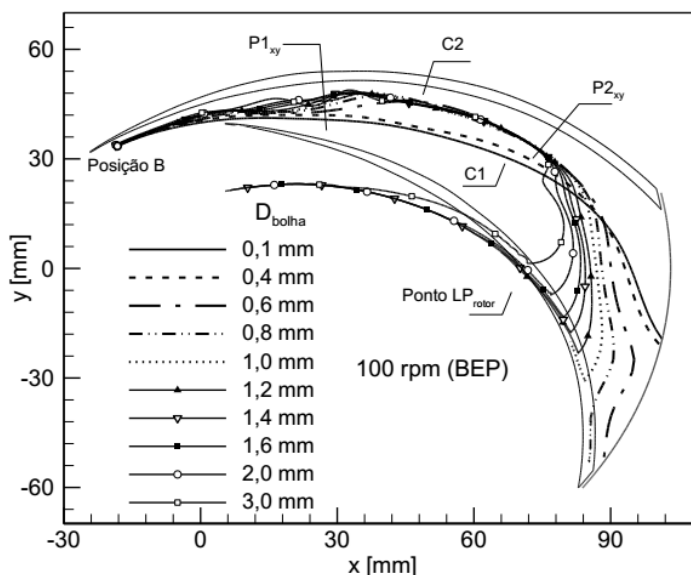 60
30
0
-30
-60
y [mm]
P1xy
C2
P2xy
Posição B
C1
Dbolha
0,1 mm
0,4 mm
0,6 mm
0,8 mm
1,0 mm
1,2 mm
1,4 mm
1,6 mm
2,0 mm
3,0 mm
Ponto LProtor
100 rpm (BEP)
-30 0 30 60 90
x [mm]